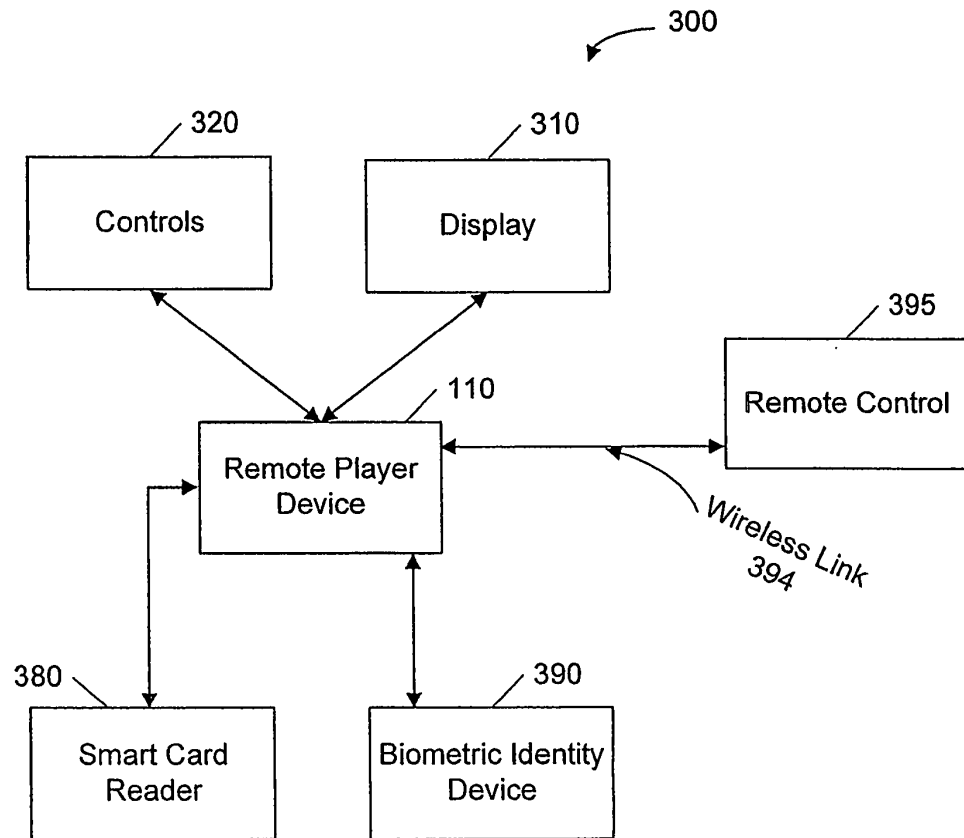 300
320
310
Controls
Display
395
Remote Control
110
Remote Player
Device
Wireless Link
394
380
390
Smart Card
Reader
Biometric Identity
Device